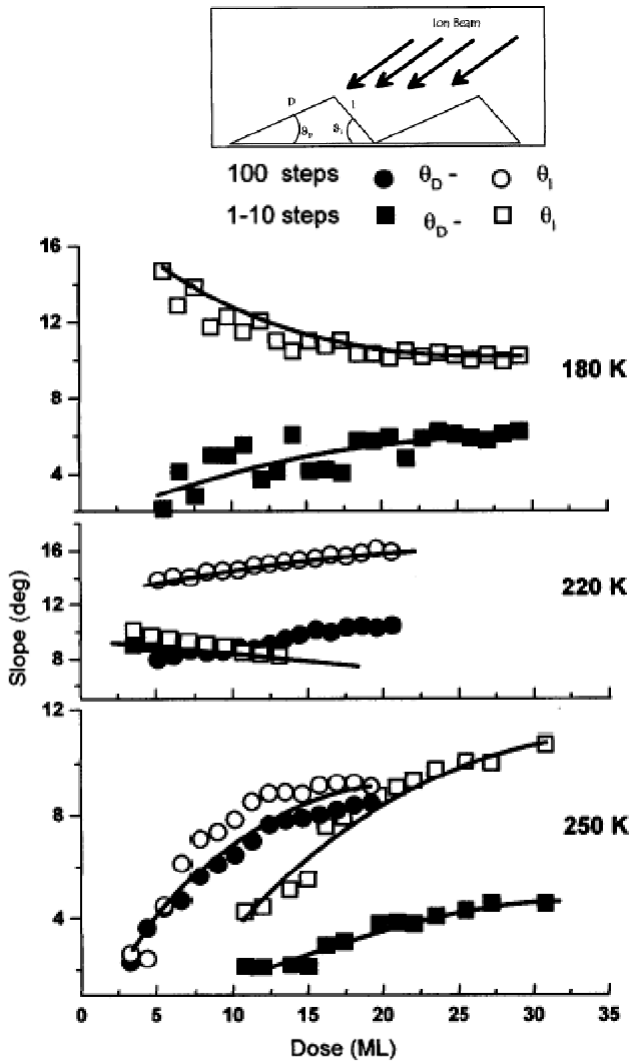 Ion Beam
D I
θD θI
100 steps ● θD - ○ θI
1-10 steps ■ θD - □ θI
16
12
180 K
8
4
16
220 K
12
8
Slope (deg)
12
8
250 K
4
0 5 10 15 20 25 30 35
Dose (ML)